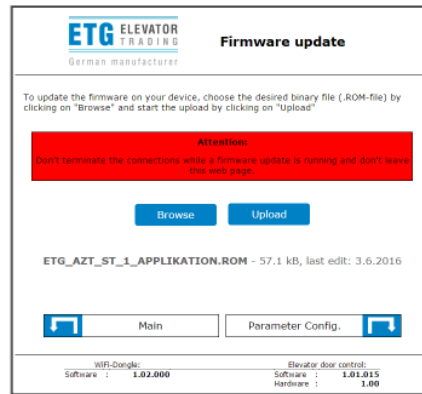 ETG ELEVATOR
TRADING
German manufacturer
Firmware update
To update the firmware on your device, choose the desired binary file (.ROM-file) by
clicking on "Browse" and start the upload by clicking on "Upload"
Attention:
Don't terminate the connections while a firmware update is running and don't leave
this web page.
Browse
Upload
ETG_AZT_ST_1_APPLIKATION.ROM - 57.1 kB, last edit: 3.6.2016
Main
Parameter Config.
WiFi-Dongle:
Software : 1.02.000
Elevator door control:
Software : 1.01.015
Hardware : 1.00